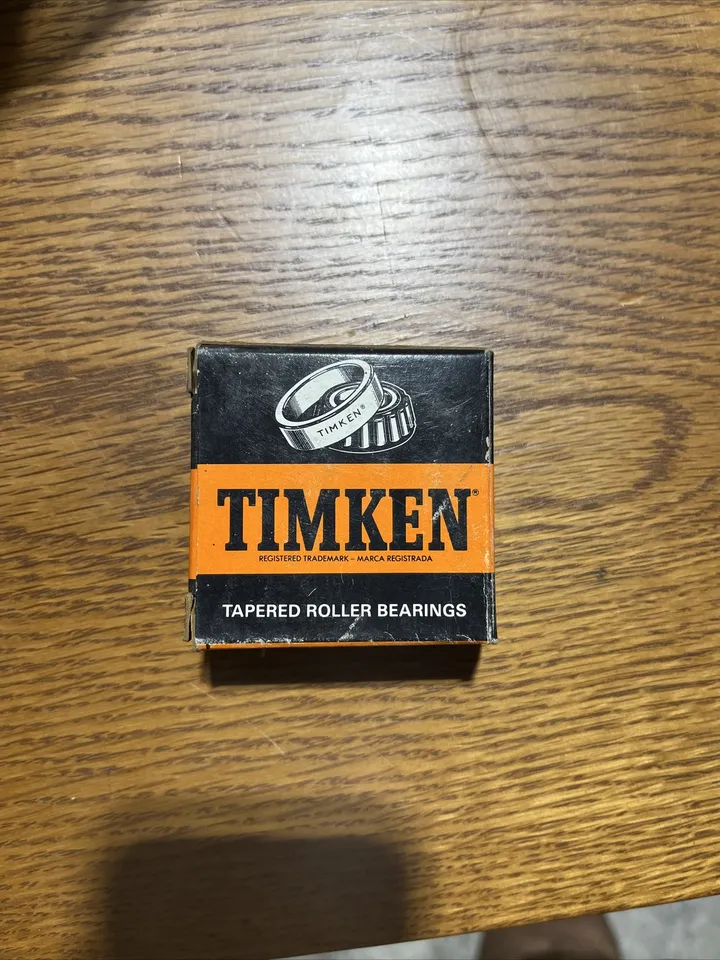 TIMKEN®
TIMKEN®
REGISTERED TRADEMARK – MARCA REGISTRADA
TAPERED ROLLER BEARINGS